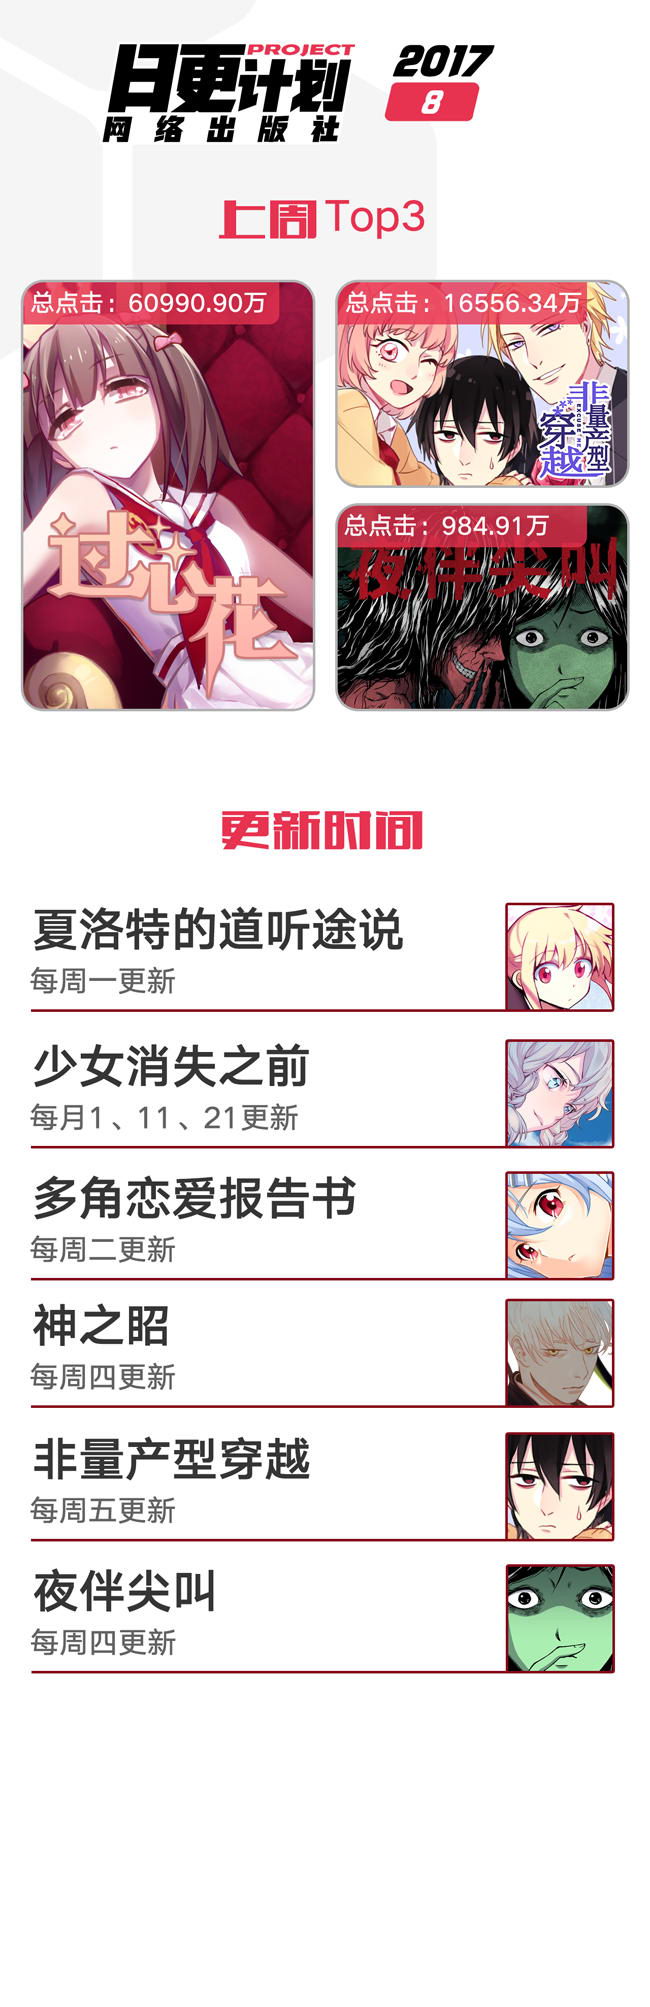 日更计划
PROJECT
网络出版社
2017
8
上周Top3
总点击：60990.90万
过心花
总点击：16556.34万
非量产型
穿越
EXCUSE ME
总点击：984.91万
夜伴尖叫
更新时间
夏洛特的道听途说
每周一更新
少女消失之前
每月1、11、21更新
多角恋爱报告书
每周二更新
神之昭
每周四更新
非量产型穿越
每周五更新
夜伴尖叫
每周四更新